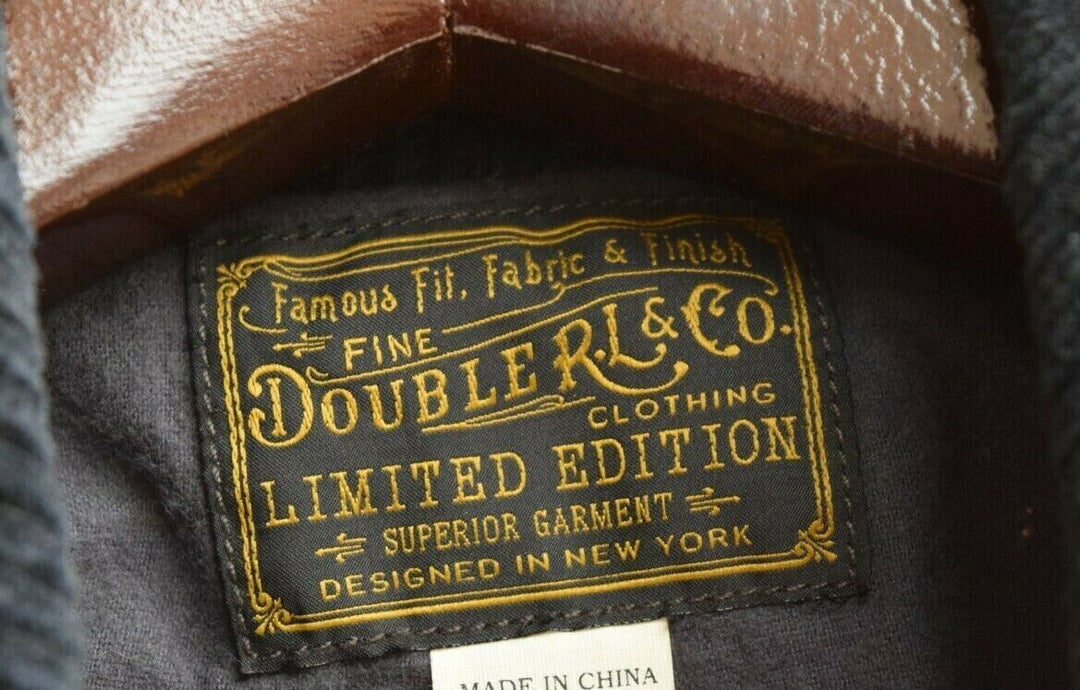 Famous Fit, Fabric & Finish
FINE
DOUBLE R.L & CO.
CLOTHING
LIMITED EDITION
SUPERIOR GARMENT
DESIGNED IN NEW YORK
MADE IN CHINA